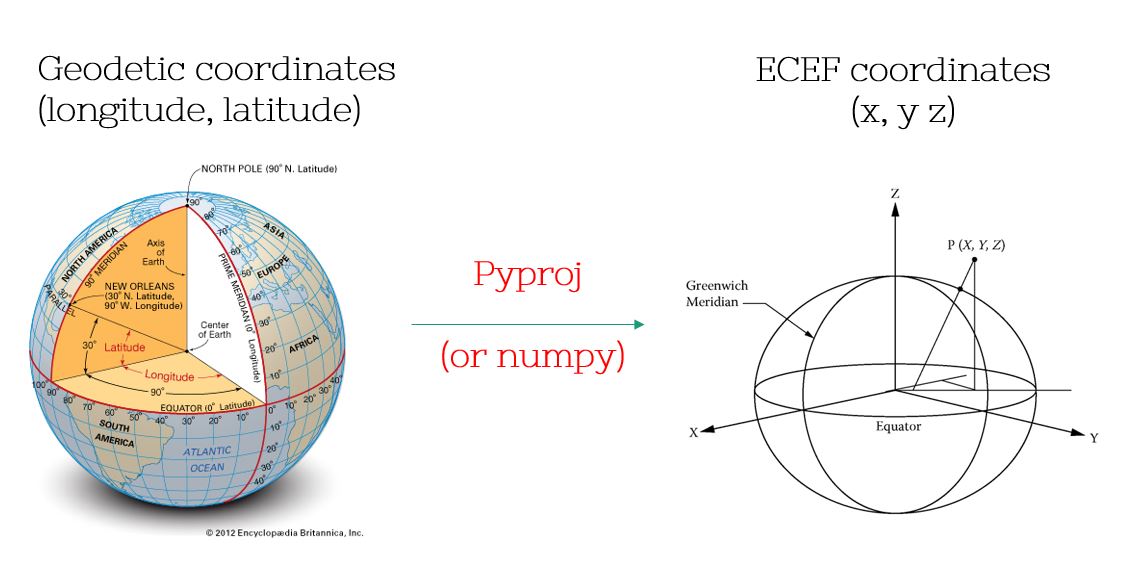 Geodetic coordinates
(longitude, latitude)
ECEF coordinates
(x, y z)
NORTH POLE (90° N. Latitude)
90°
80°
70°
60°
50°
40°
30°
20°
10°
ASIA
EUROPE
AFRICA
NORTH AMERICA
90° MERIDIAN
Axis
of
Earth
PRIME MERIDIAN (0° Longitude)
30°
PARALLEL
NEW ORLEANS
(30° N. Latitude,
90° W. Longitude)
Center
of Earth
30°
Latitude
Longitude
90°
EQUATOR (0° Latitude)
100°
90°
80°
70°
60°
50°
40°
30°
20°
10°
0°
10°
20°
30°
40°
SOUTH
AMERICA
ATLANTIC
OCEAN
10°
20°
30°
40°
© 2012 Encyclopædia Britannica, Inc.
Pyproj
(or numpy)
Z
P (X, Y, Z)
Greenwich
Meridian
Equator
X
Y